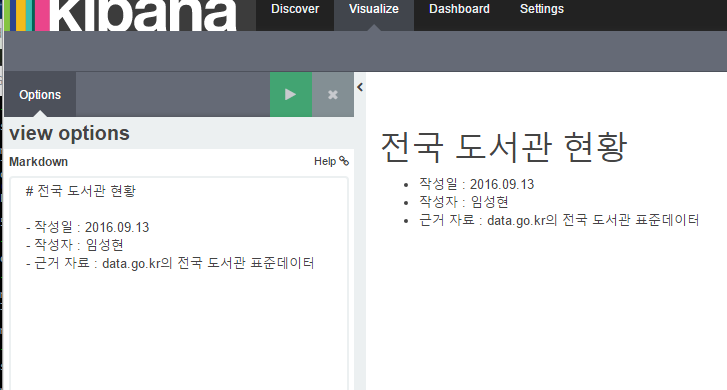 kibana
Discover
Visualize
Dashboard
Settings
Options
view options
Markdown
Help
# 전국 도서관 현황
- 작성일 : 2016.09.13
- 작성자 : 임성현
- 근거 자료 : data.go.kr의 전국 도서관 표준데이터
전국 도서관 현황
작성일 : 2016.09.13
작성자 : 임성현
근거 자료 : data.go.kr의 전국 도서관 표준데이터